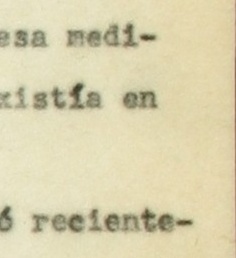 esa medi-
xistía en
ó reciente-